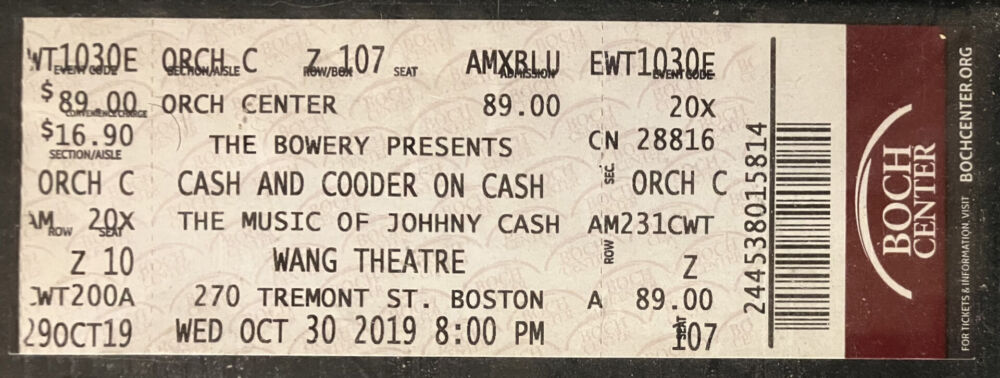 WT1030E ORCH C Z 107 AMXBLU EWT1030E
EVENT CODE SECTION/AISLE ROW/BOX SEAT ADMISSION EVENT CODE
$ 89.00 ORCH CENTER 89.00 20X
CONVENIENCE CHARGE
$16.90 THE BOWERY PRESENTS CN 28816
SECTION/AISLE
ORCH C CASH AND COODER ON CASH SEC. ORCH C
AM 20X THE MUSIC OF JOHNNY CASH AM231CWT
ROW SEAT
Z 10 WANG THEATRE ROW Z
WT200A 270 TREMONT ST. BOSTON A 89.00
29OCT19 WED OCT 30 2019 8:00 PM SEAT 107
244538015814
BOCH
CENTER
FOR TICKETS & INFORMATION, VISIT BOCHCENTER.ORG